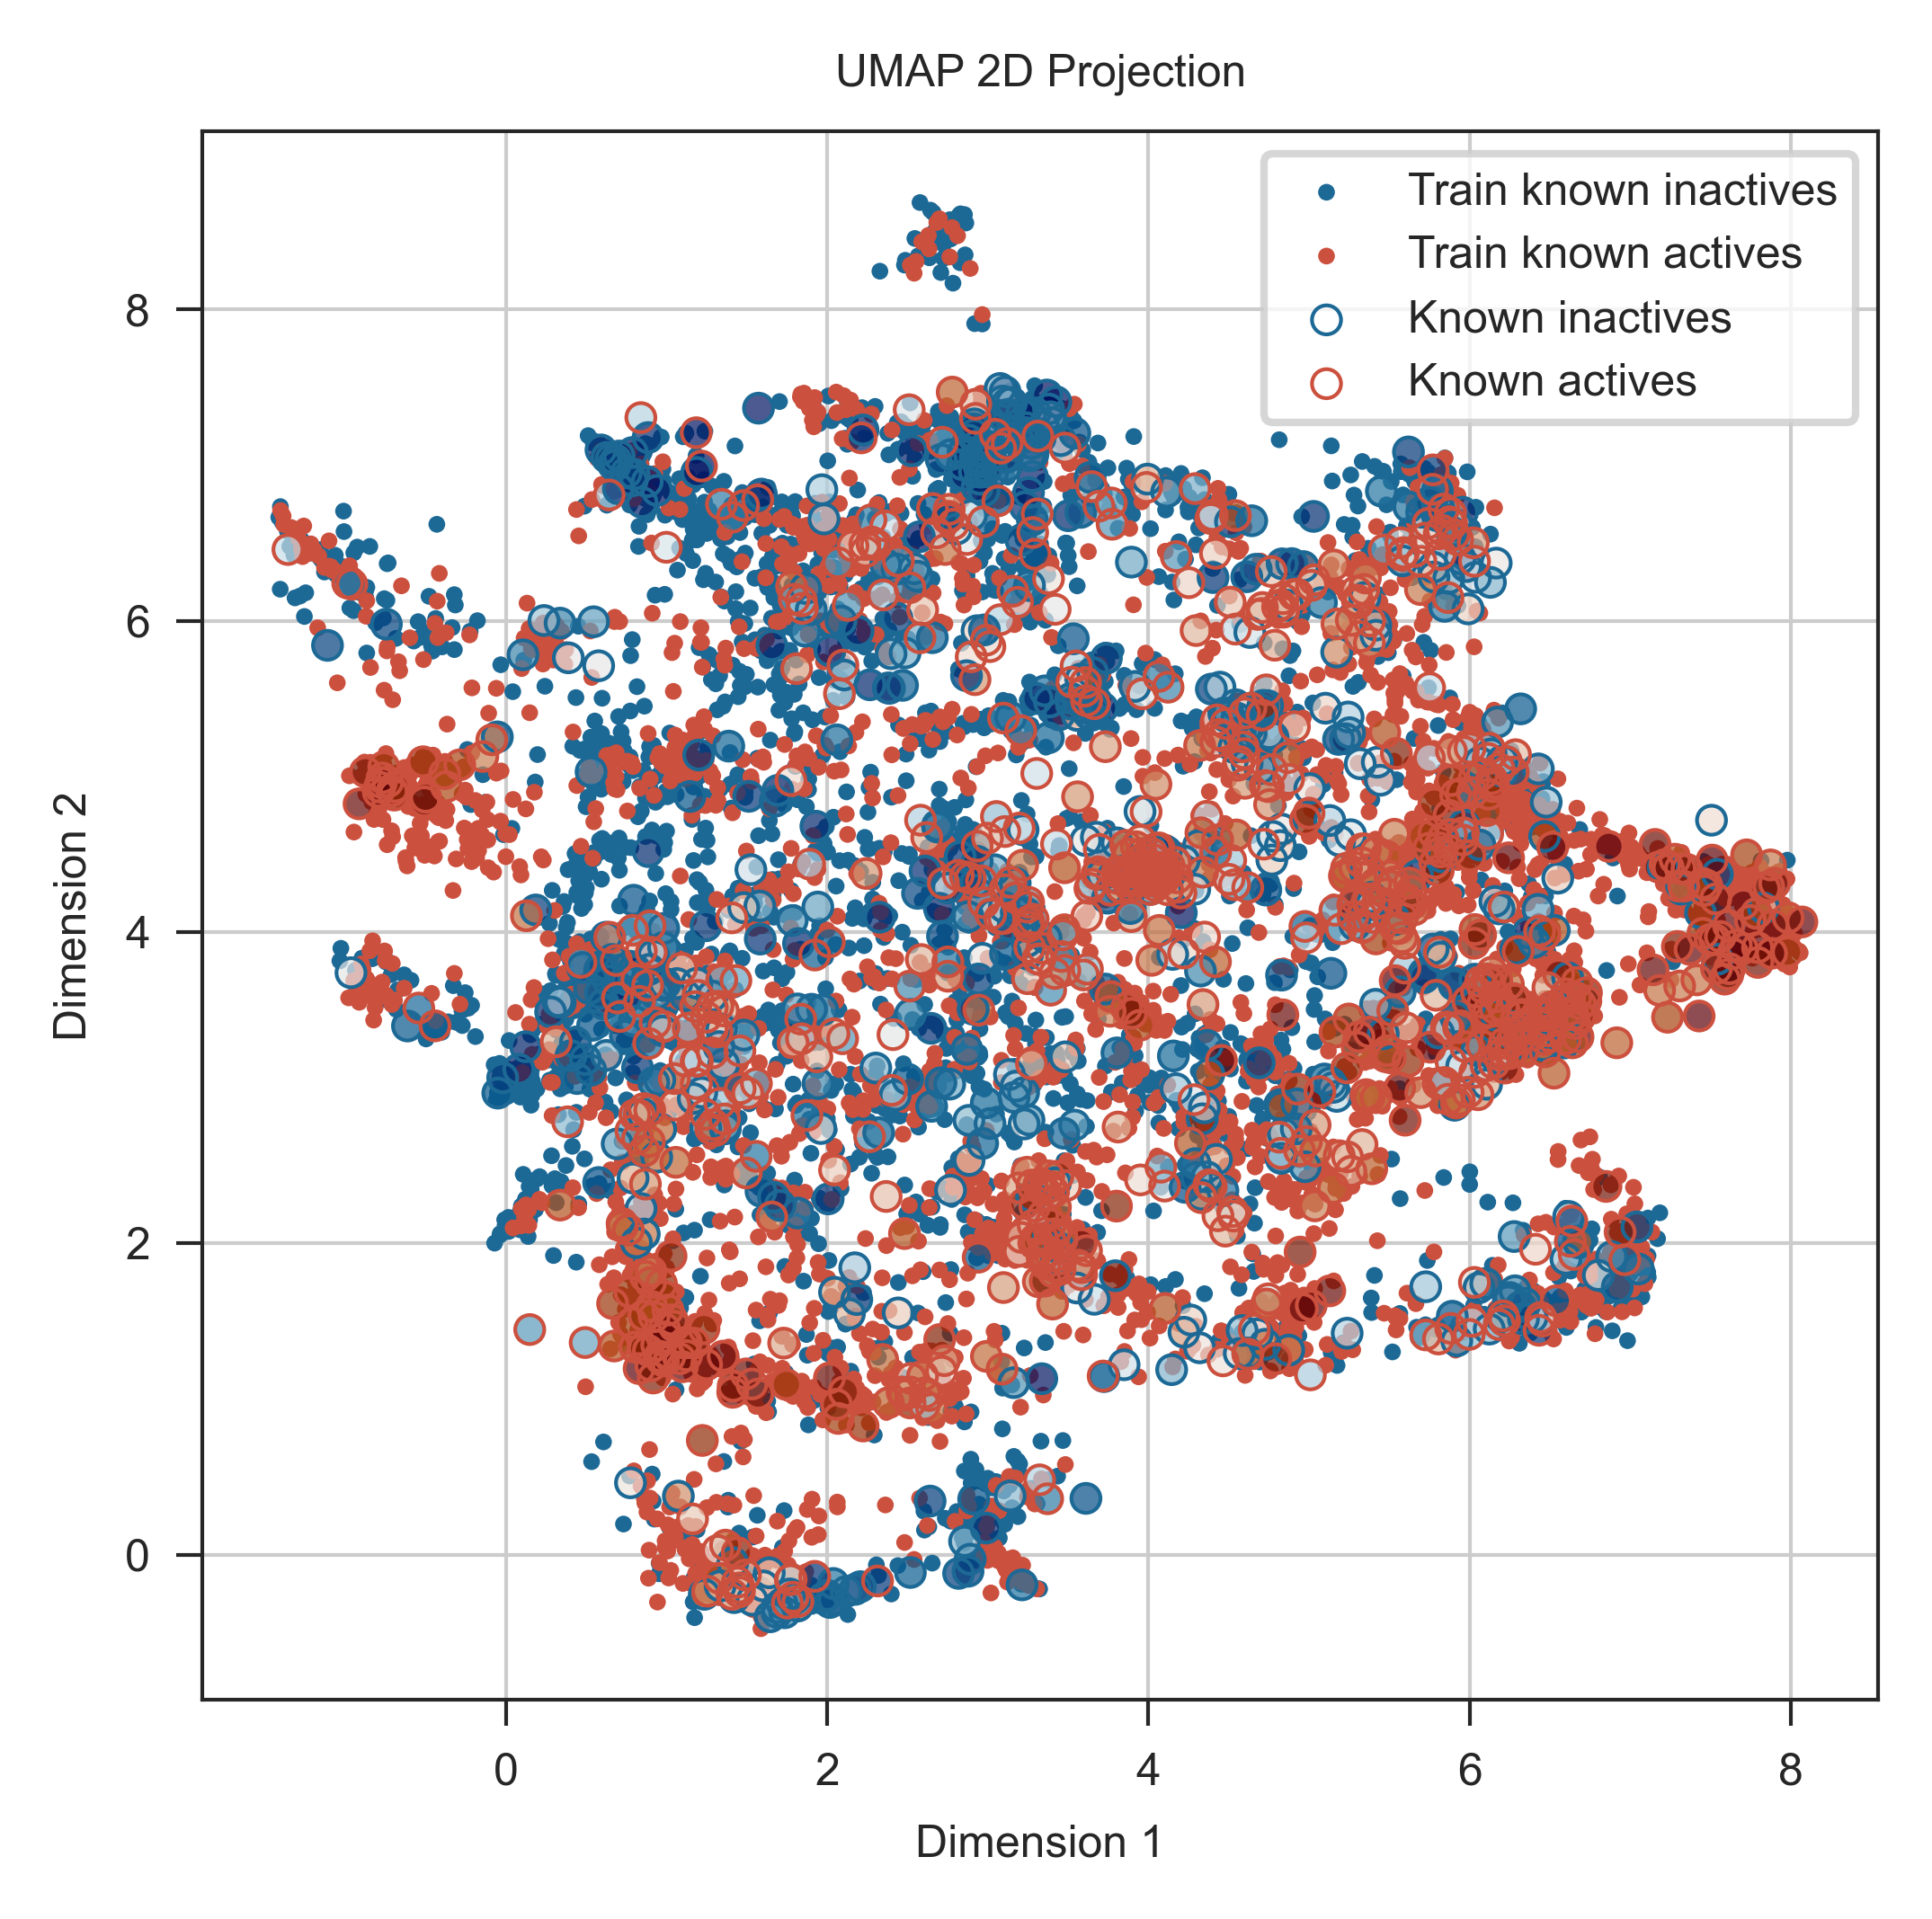 UMAP 2D Projection
Train known inactives
Train known actives
Known inactives
Known actives
8
6
4
2
0
Dimension 2
0 2 4 6 8
Dimension 1